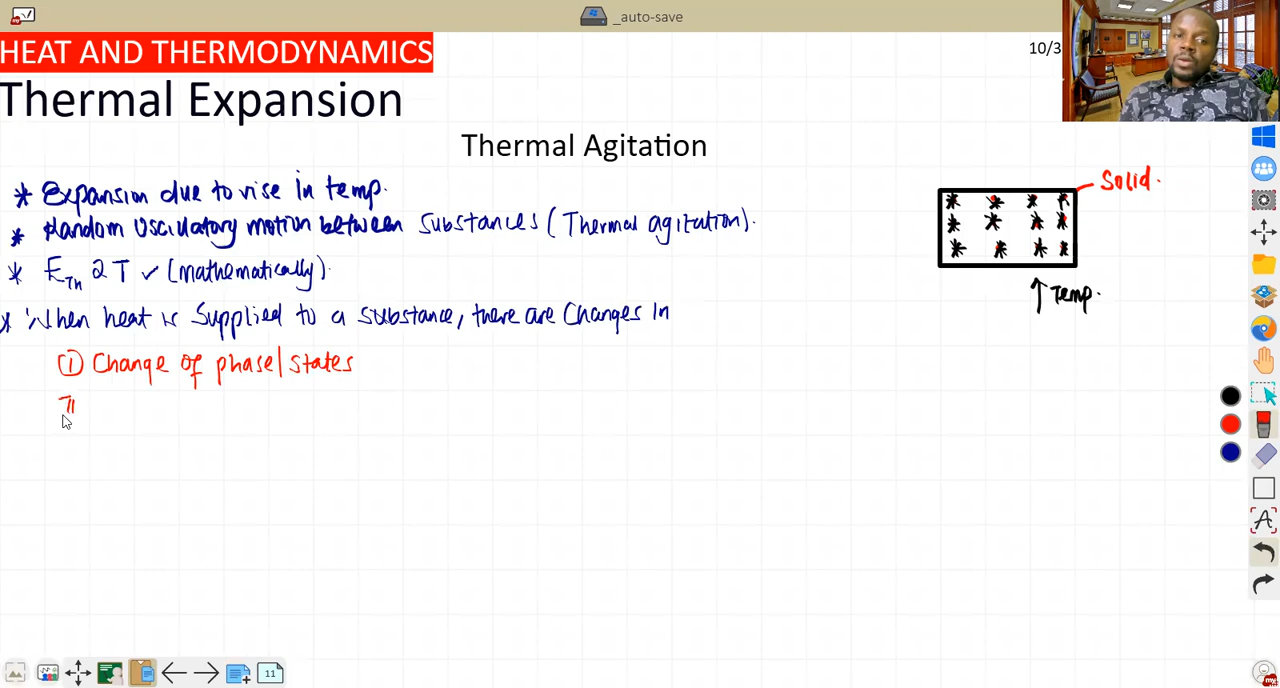 _auto-save
HEAT AND THERMODYNAMICS
10/3
Thermal Expansion
Thermal Agitation
* Expansion due to rise in temp.
* Random Oscillatory motion between substances (Thermal agitation).
* E_Th α T ✓ (mathematically).
* When heat is Supplied to a substance, there are Changes in
① Change of phase/states
Solid.
↑ Temp.
11